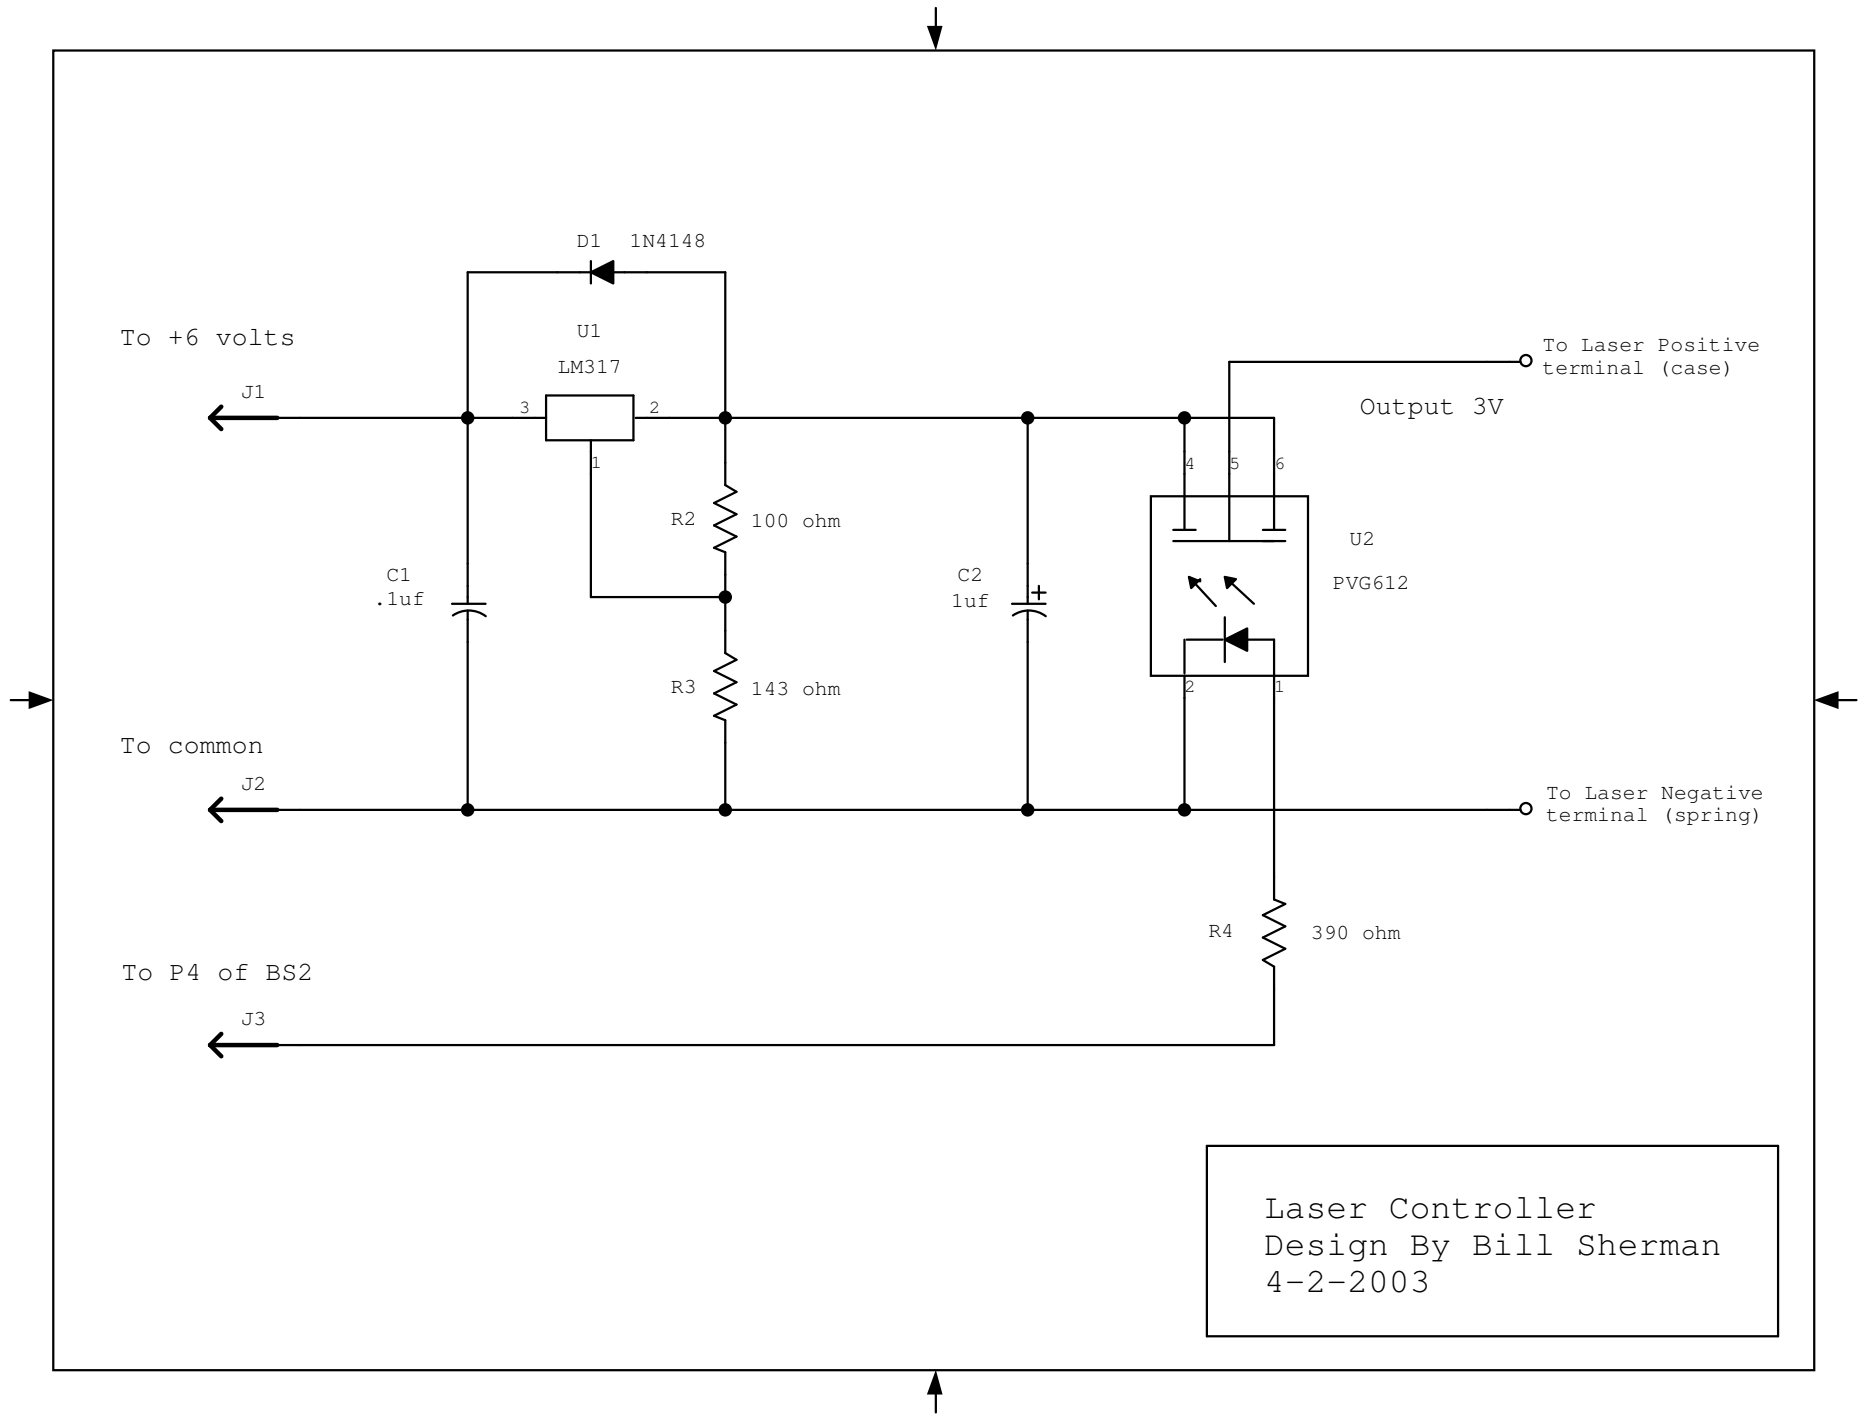 D1 1N4148
U1
LM317
To +6 volts
J1
3
2
1
To Laser Positive
terminal (case)
Output 3V
4
5
6
R2
100 ohm
U2
PVG612
C1
.1uf
C2
1uf
+
R3
143 ohm
2
1
To common
J2
To Laser Negative
terminal (spring)
R4
390 ohm
To P4 of BS2
J3
Laser Controller
Design By Bill Sherman
4-2-2003